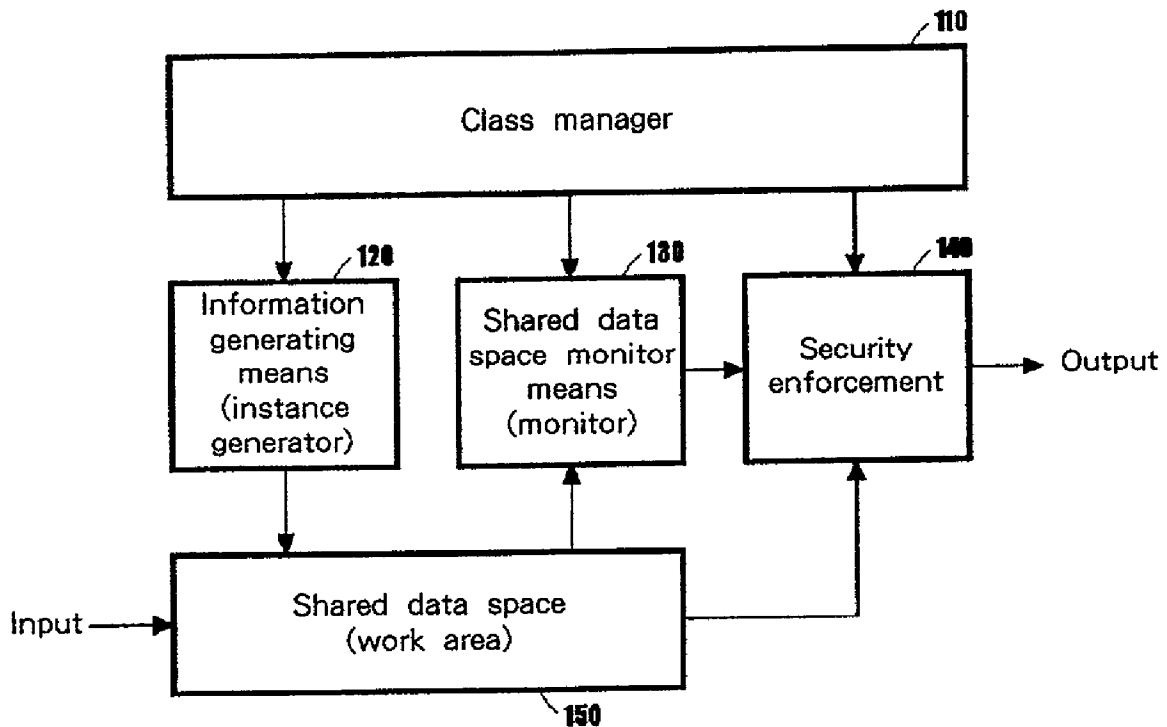 110
Class manager
120
130
140
Information
generating
means
(instance
generator)
Shared data
space monitor
means
(monitor)
Security
enforcement
Output
Input
Shared data space
(work area)
150